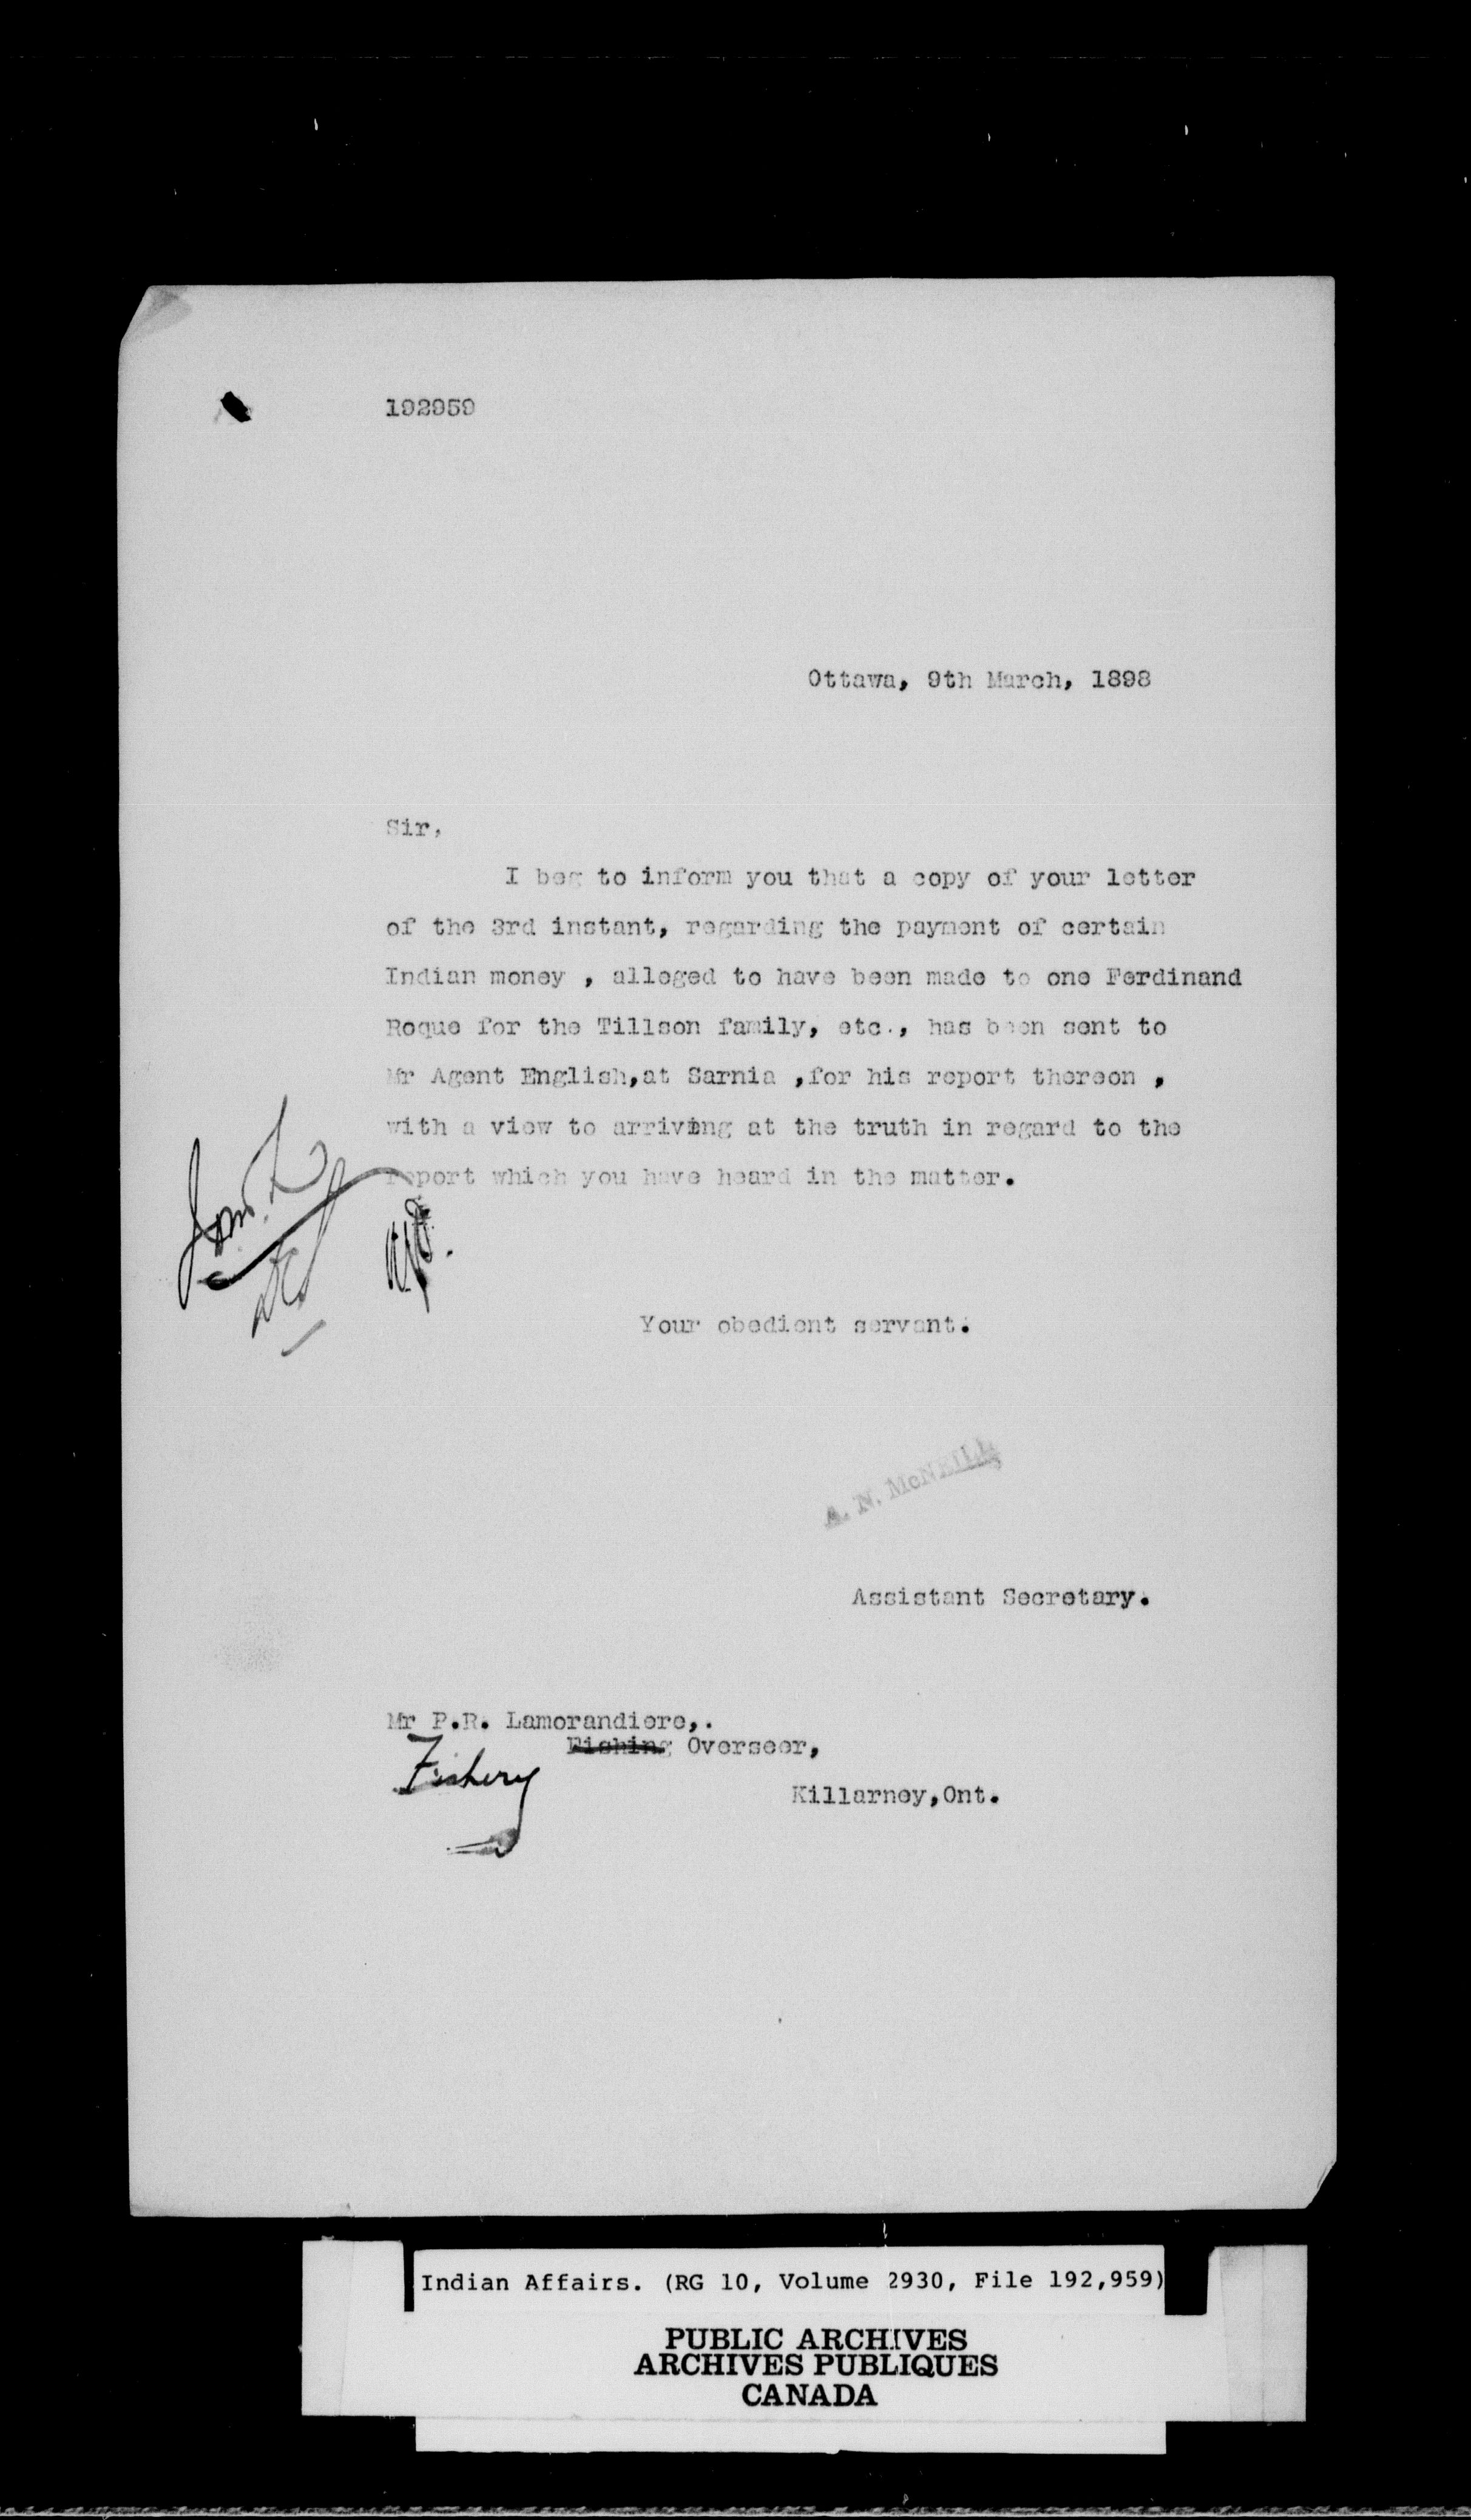 192959
Ottawa, 9th March, 1898
Sir,
I beg to inform you that a copy of your letter
of the 3rd instant, regarding the payment of certain
Indian money , alleged to have been made to one Ferdinand
Roque for the Tillson family, etc., has been sent to
Mr Agent English,at Sarnia ,for his report thereon ,
with a view to arriving at the truth in regard to the
report which you have heard in the matter.
Your obedient servant.
A. N. McNEILL
Assistant Secretary.
Mr P.R. Lamorandiere,.
Fishing Overseer,
Fishery
Killarney,Ont.
Indian Affairs. (RG 10, Volume 2930, File 192,959)
PUBLIC ARCHIVES
ARCHIVES PUBLIQUES
CANADA